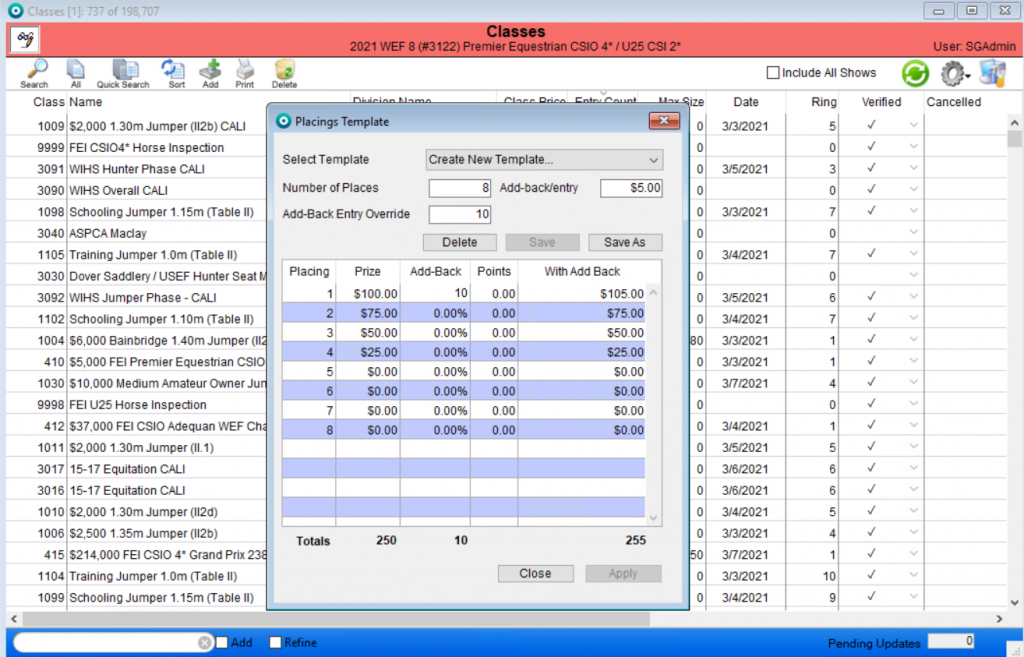 Classes [1]: 737 of 198,707
Classes
2021 WEF 8 (#3122) Premier Equestrian CSIO 4* / U25 CSI 2*
User: SGAdmin
Search All Quick Search Sort Add Print Delete
Include All Shows
Class Name Division Name Class Price Entry Count Max Size Date Ring Verified Cancelled
1009 $2,000 1.30m Jumper (II2b) CALI 0 3/3/2021 5 ✓
9999 FEI CSIO4* Horse Inspection 0 0 ✓
3091 WIHS Hunter Phase CALI 0 3/5/2021 3 ✓
3090 WIHS Overall CALI 0 0 ✓
1098 Schooling Jumper 1.15m (Table II) 0 3/3/2021 7 ✓
3040 ASPCA Maclay 0 0
1105 Training Jumper 1.0m (Table II) 0 3/4/2021 7 ✓
3030 Dover Saddlery / USEF Hunter Seat M 0 0
3092 WIHS Jumper Phase - CALI 0 3/5/2021 6 ✓
1102 Schooling Jumper 1.10m (Table II) 0 3/4/2021 7 ✓
1004 $6,000 Bainbridge 1.40m Jumper (II2 80 3/3/2021 1 ✓
410 $5,000 FEI Premier Equestrian CSIO 0 3/3/2021 1 ✓
1030 $10,000 Medium Amateur Owner Jun 0 3/7/2021 4 ✓
9998 FEI U25 Horse Inspection 0 0 ✓
412 $37,000 FEI CSIO Adequan WEF Cha 0 3/4/2021 1 ✓
1011 $2,000 1.30m Jumper (II.1) 0 3/5/2021 5 ✓
3017 15-17 Equitation CALI 0 3/6/2021 6 ✓
3016 15-17 Equitation CALI 0 3/6/2021 6 ✓
1010 $2,000 1.30m Jumper (II2d) 0 3/4/2021 5 ✓
1006 $2,500 1.35m Jumper (II2b) 0 3/3/2021 4 ✓
415 $214,000 FEI CSIO 4* Grand Prix 238 50 3/7/2021 1 ✓
1104 Training Jumper 1.0m (Table II) 0 3/3/2021 10 ✓
1099 Schooling Jumper 1.15m (Table II) 0 3/4/2021 9 ✓
Placings Template
Select Template Create New Template...
Number of Places 8 Add-back/entry $5.00
Add-Back Entry Override 10
Delete Save Save As
Placing Prize Add-Back Points With Add Back
1 $100.00 10 0.00 $105.00
2 $75.00 0.00% 0.00 $75.00
3 $50.00 0.00% 0.00 $50.00
4 $25.00 0.00% 0.00 $25.00
5 $0.00 0.00% 0.00 $0.00
6 $0.00 0.00% 0.00 $0.00
7 $0.00 0.00% 0.00 $0.00
8 $0.00 0.00% 0.00 $0.00
Totals 250 10 255
Close Apply
Add Refine Pending Updates 0